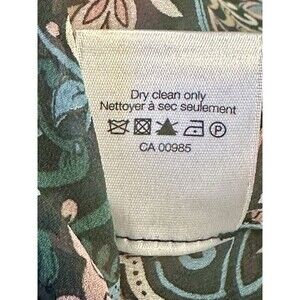 Dry clean only
Nettoyer à sec seulement
P
CA 00985